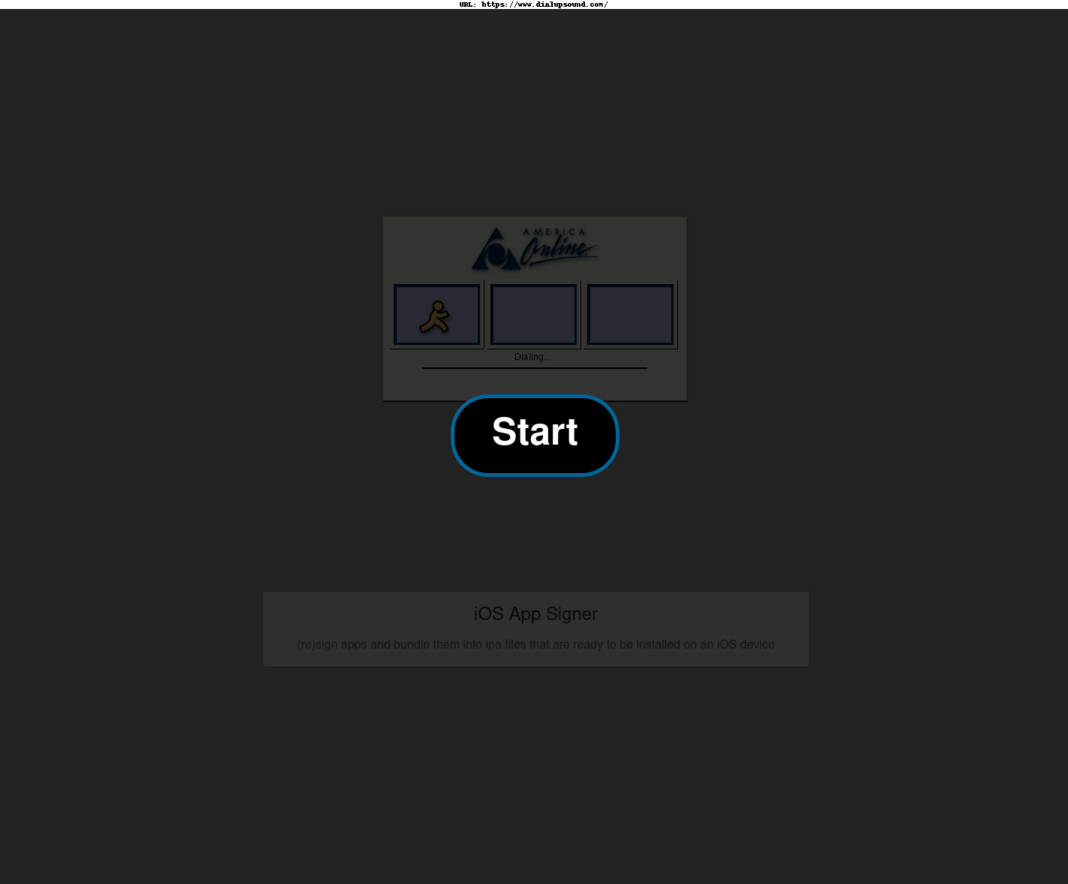 URL: https://www.dialupsound.com/
AMERICA
Online
Dialing...
Start
iOS App Signer
(re)sign apps and bundle them into ipa files that are ready to be installed on an iOS device